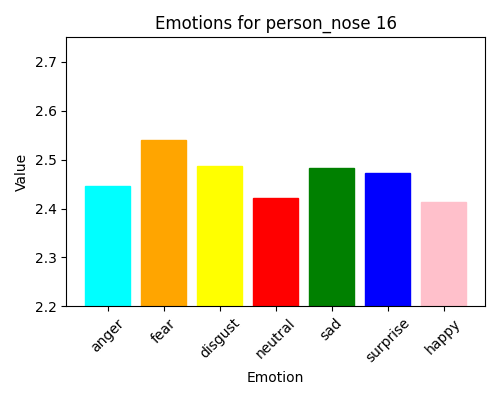 Emotions for person_nose 16
Value
2.7
2.6
2.5
2.4
2.3
2.2
anger
fear
disgust
neutral
sad
surprise
happy
Emotion